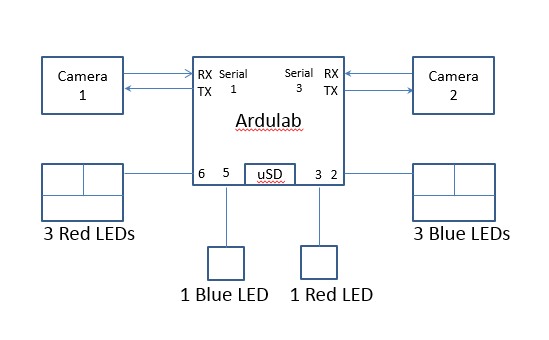 Camera
1
RX Serial
1
TX
Serial RX
3
TX
Camera
2
Ardulab
6 5 uSD 3 2
3 Red LEDs
3 Blue LEDs
1 Blue LED
1 Red LED